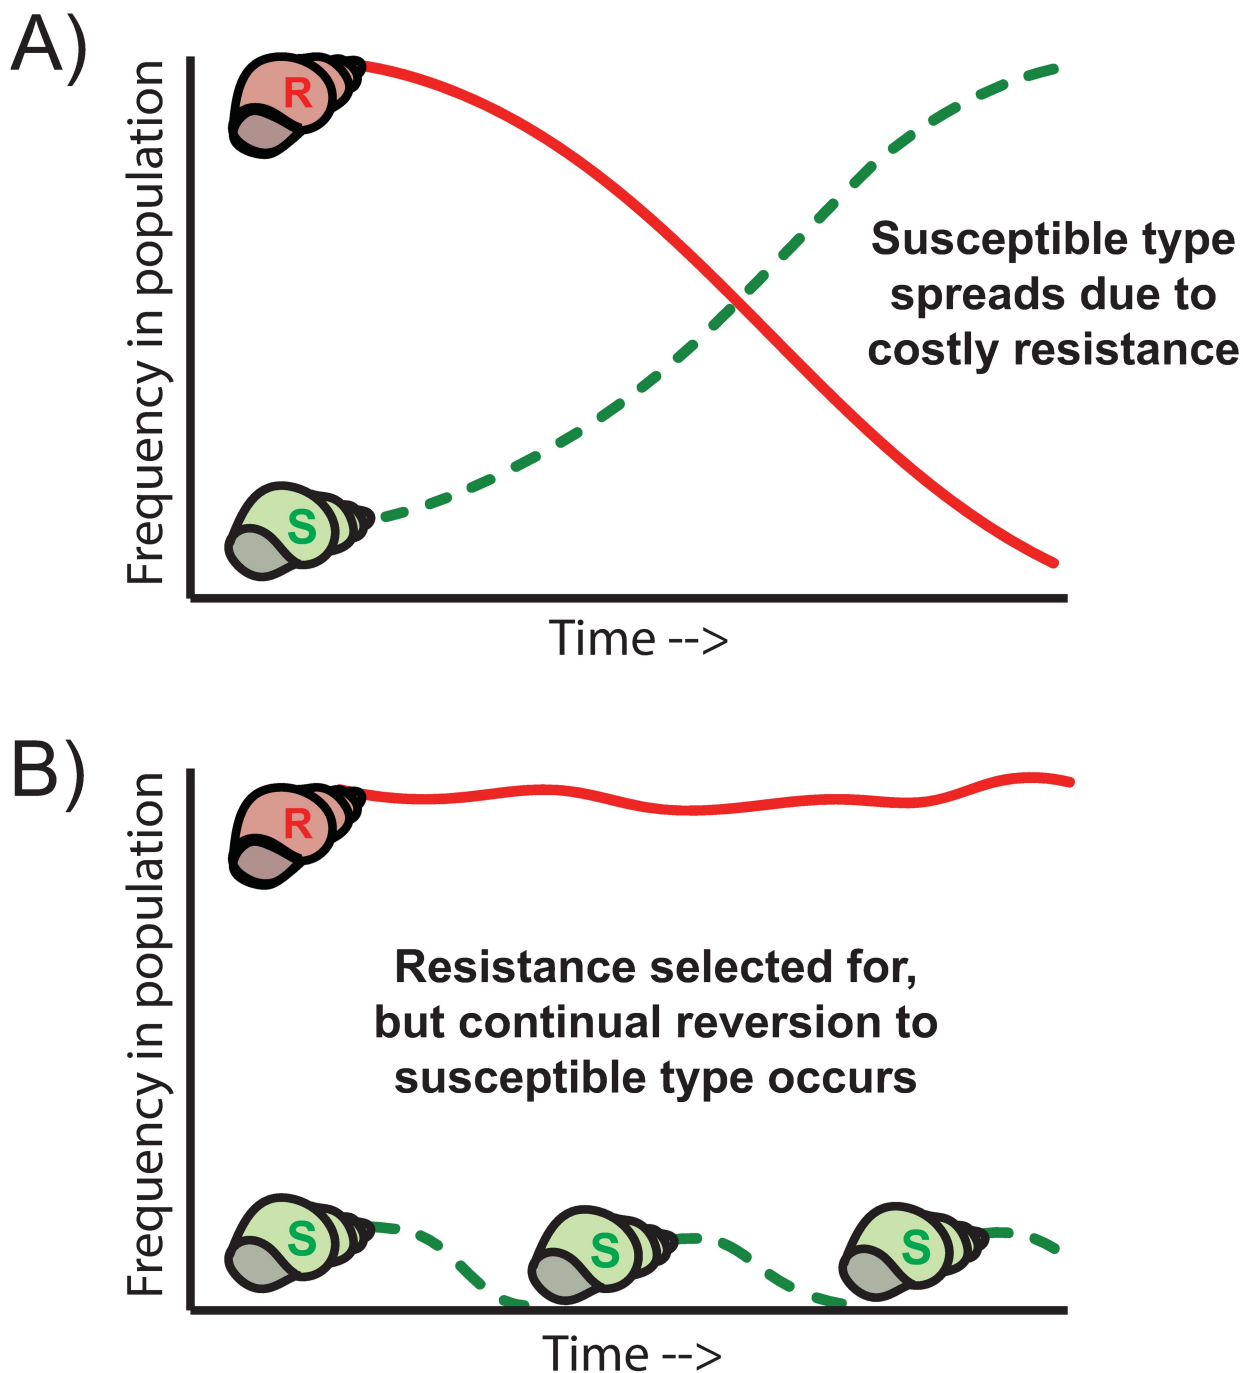 A)
Frequency in population
R
S
Susceptible type
spreads due to
costly resistance
Time -->
B)
Frequency in population
R
Resistance selected for,
but continual reversion to
susceptible type occurs
S
S
S
Time -->